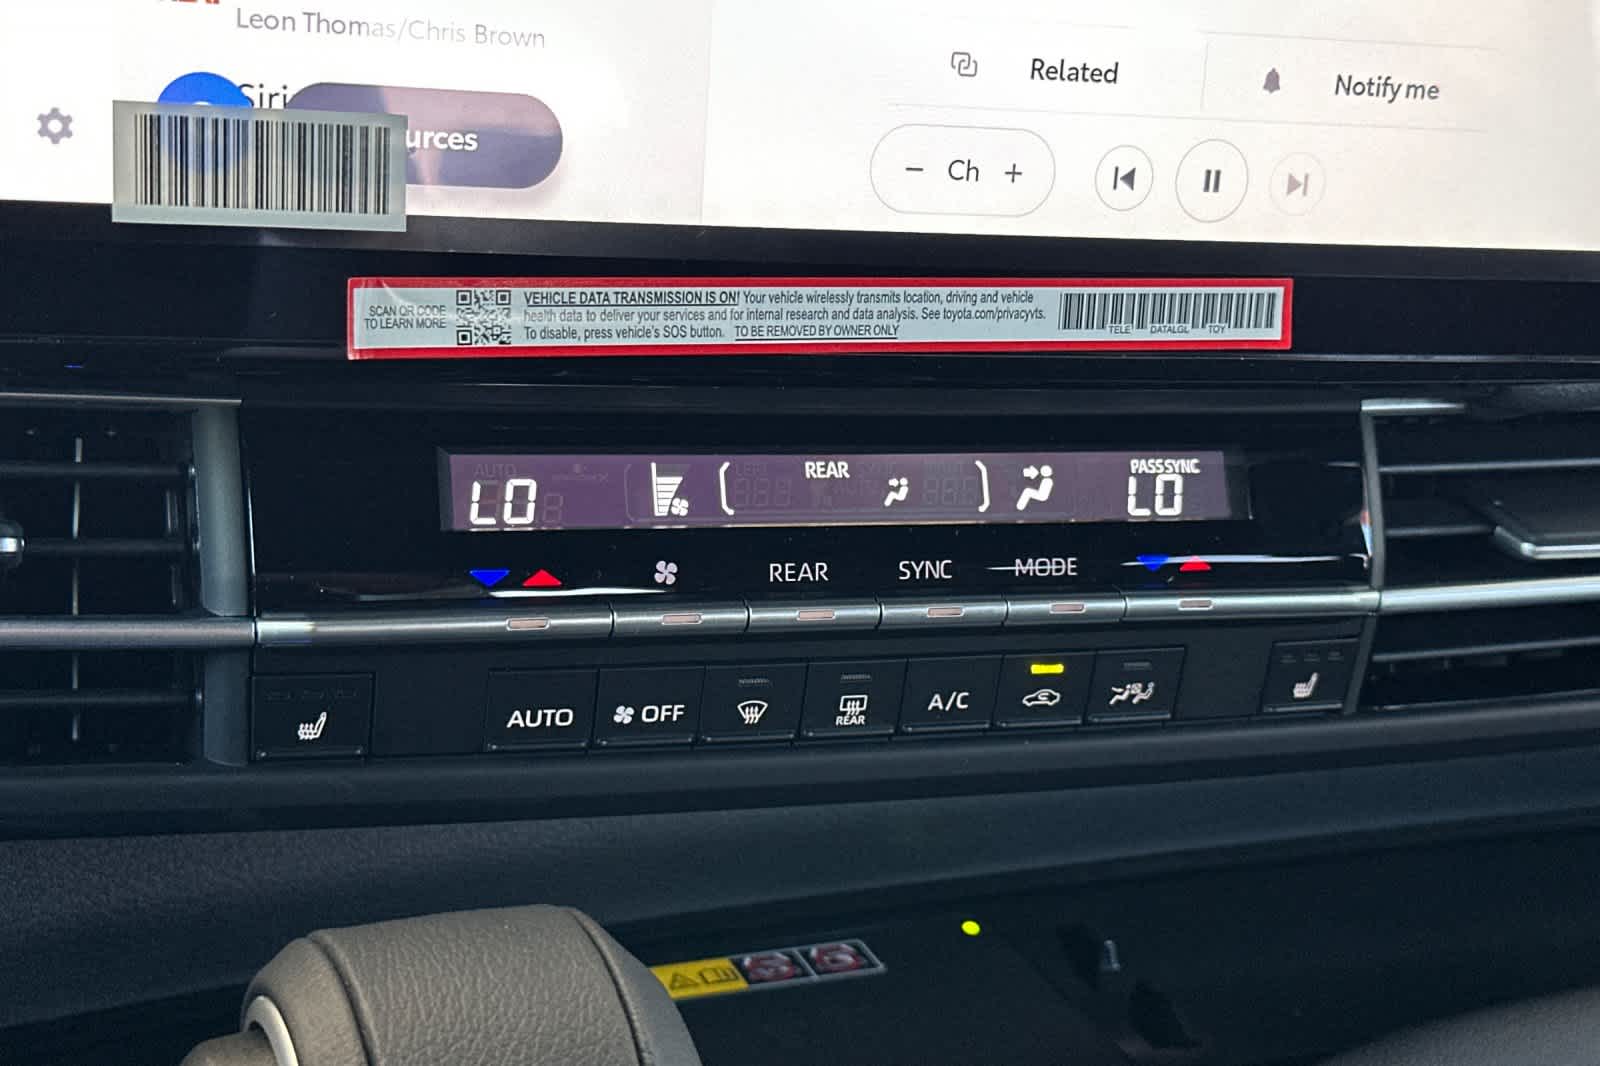 Leon Thomas/Chris Brown
Siri
urces
Related
Notify me
− Ch +
SCAN QR CODE
TO LEARN MORE
VEHICLE DATA TRANSMISSION IS ON! Your vehicle wirelessly transmits location, driving and vehicle
health data to deliver your services and for internal research and data analysis. See toyota.com/privacyvts.
To disable, press vehicle's SOS button. TO BE REMOVED BY OWNER ONLY
TELE DATALGL TOY
AUTO
REAR
PASS SYNC
LO
LO
REAR
SYNC
MODE
AUTO
OFF
REAR
A/C